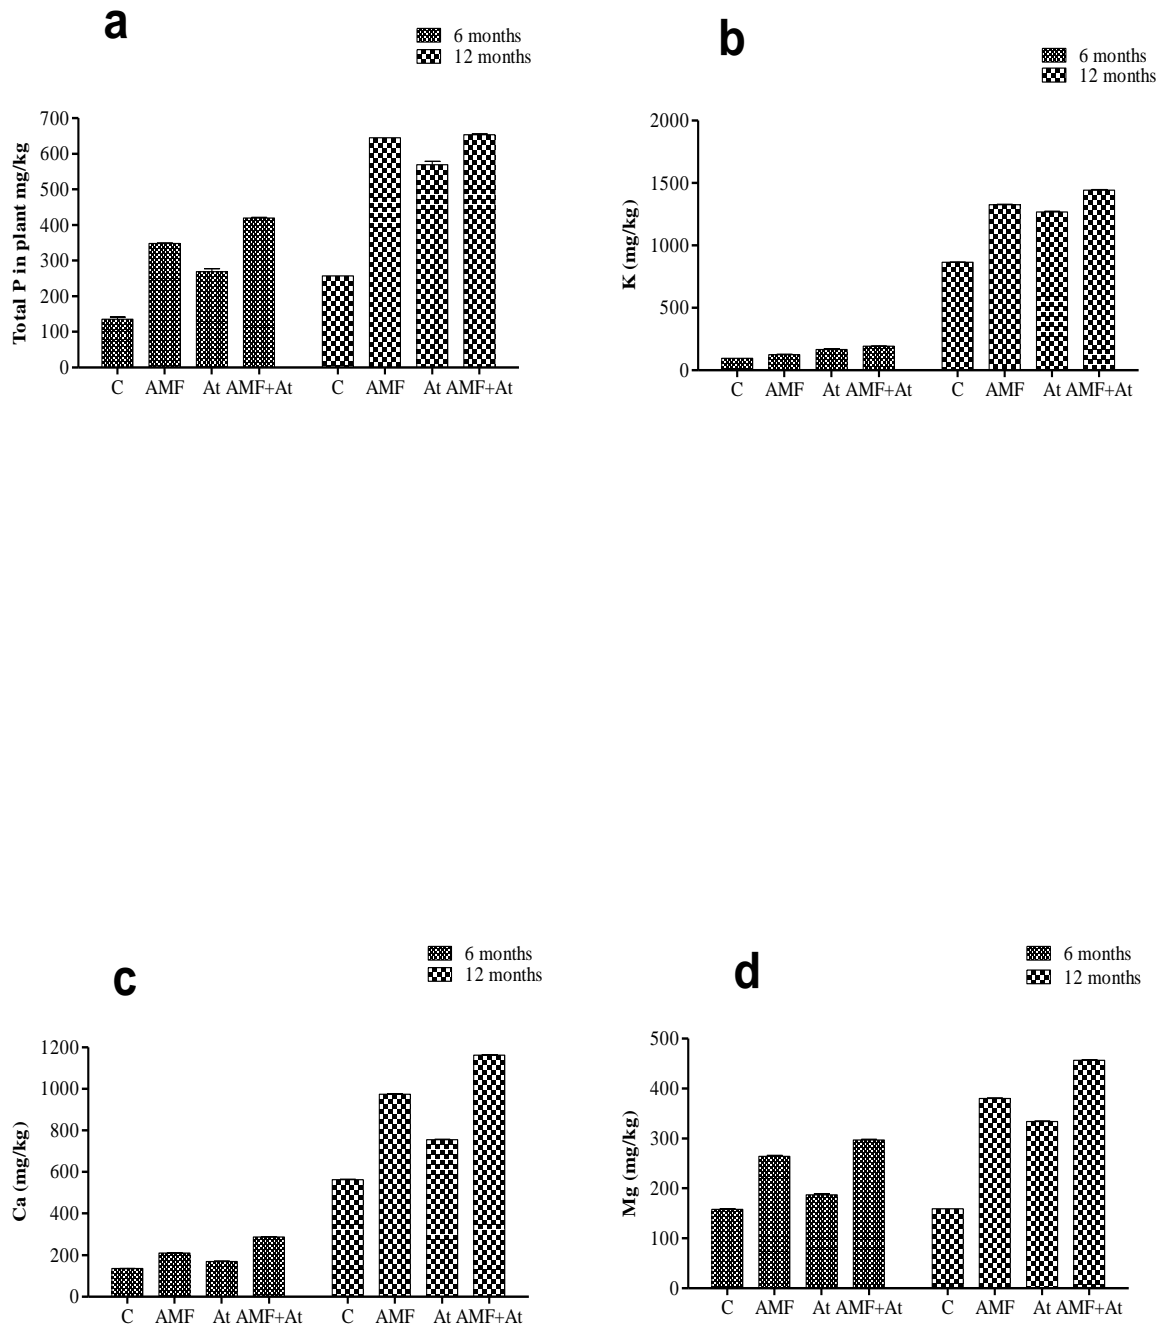 a
6 months
12 months
Total P in plant mg/kg
700
600
500
400
300
200
100
0
C AMF At AMF+At C AMF At AMF+At
b
6 months
12 months
K (mg/kg)
2000
1500
1000
500
0
C AMF At AMF+At C AMF At AMF+At
c
6 months
12 months
Ca (mg/kg)
1200
1000
800
600
400
200
0
C AMF At AMF+At C AMF At AMF+At
d
6 months
12 months
Mg (mg/kg)
500
400
300
200
100
0
C AMF At AMF+At C AMF At AMF+At